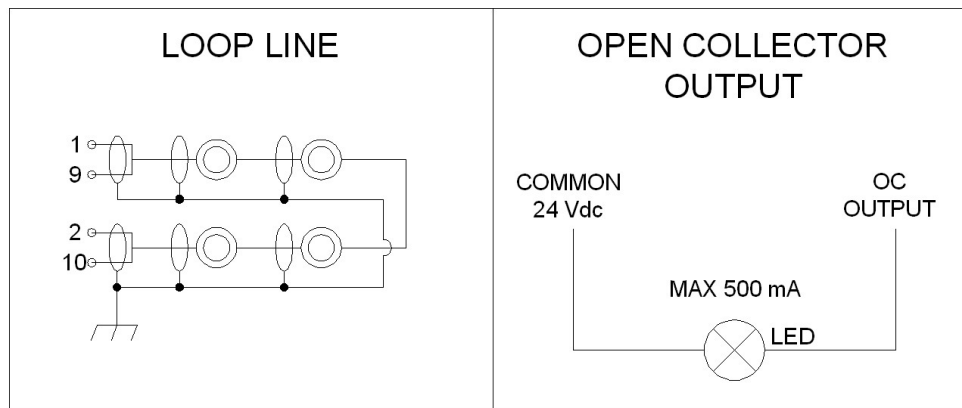 LOOP LINE
1
9
2
10
OPEN COLLECTOR
OUTPUT
COMMON
24 Vdc
OC
OUTPUT
MAX 500 mA
LED